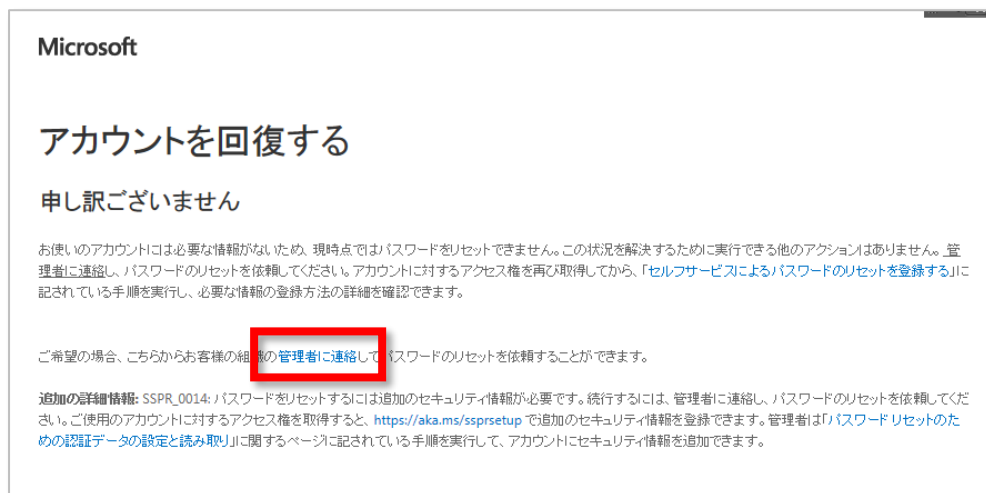 Microsoft
アカウントを回復する
申し訳ございません
お使いのアカウントには必要な情報がないため、現時点ではパスワードをリセットできません。この状況を解決するために実行できる他のアクションはありません。管
理者に連絡し、パスワードのリセットを依頼してください。アカウントに対するアクセス権を再び取得してから、「セルフサービスによるパスワードのリセットを登録する」に
記されている手順を実行し、必要な情報の登録方法の詳細を確認できます。
ご希望の場合、こちらからお客様の組織の管理者に連絡してパスワードのリセットを依頼することができます。
追加の詳細情報: SSPR_0014: パスワードをリセットするには追加のセキュリティ情報が必要です。続行するには、管理者に連絡し、パスワードのリセットを依頼してくだ
さい。ご使用のアカウントに対するアクセス権を取得すると、https://aka.ms/ssprsetup で追加のセキュリティ情報を登録できます。管理者は「パスワード リセットのた
めの認証データの設定と読み取り」に関するページに記されている手順を実行して、アカウントにセキュリティ情報を追加できます。